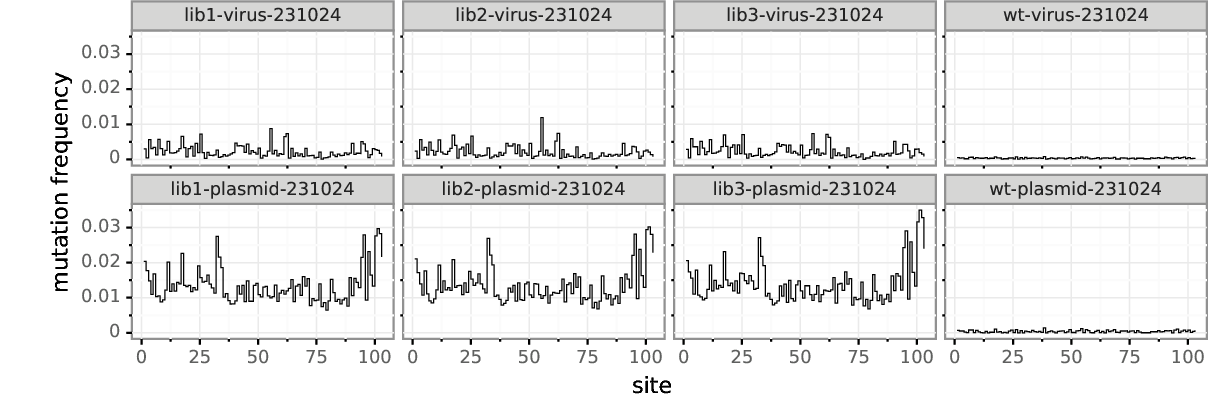 lib1-virus-231024 lib2-virus-231024 lib3-virus-231024 wt-virus-231024
0.03
0.02
0.01
0
lib1-plasmid-231024 lib2-plasmid-231024 lib3-plasmid-231024 wt-plasmid-231024
0.03
0.02
0.01
0
mutation frequency
0 25 50 75 100 0 25 50 75 100 0 25 50 75 100 0 25 50 75 100
site